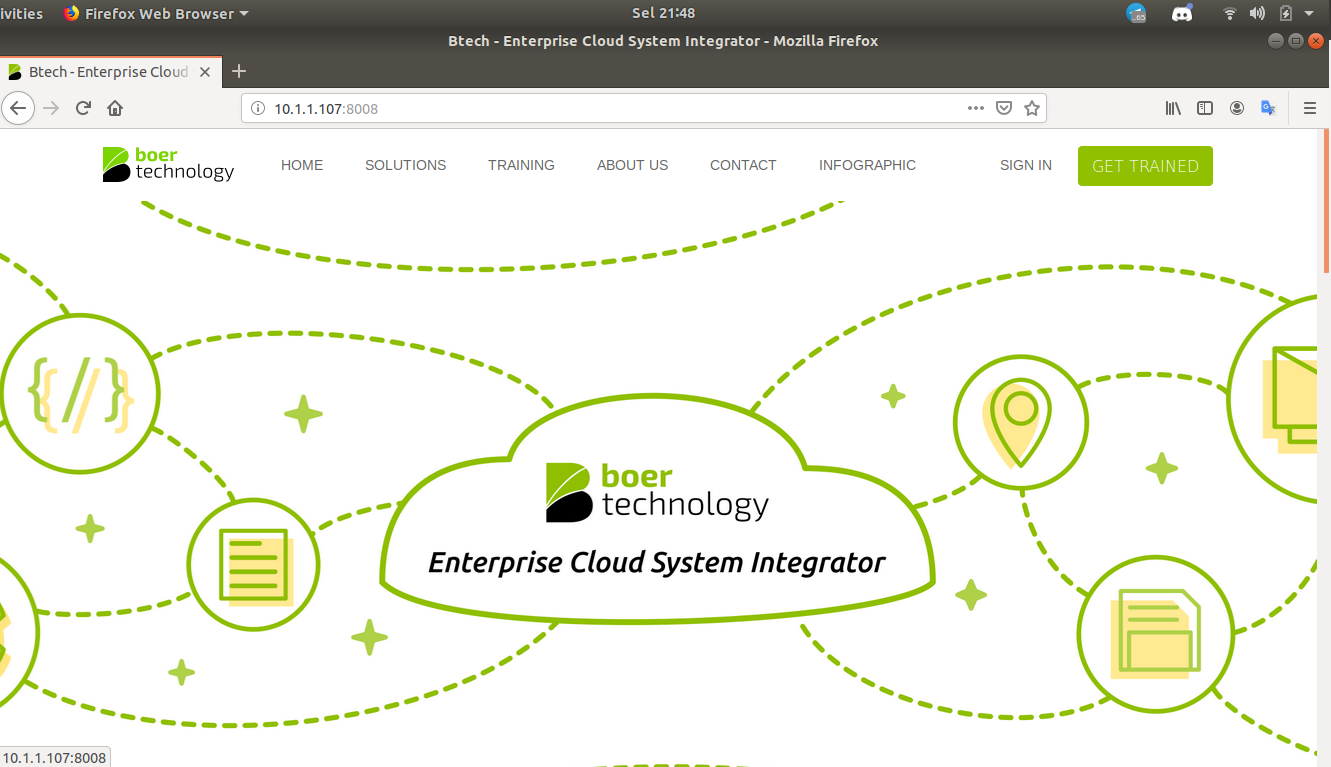 ivities Firefox Web Browser Sel 21:48 65
Btech - Enterprise Cloud System Integrator - Mozilla Firefox
Btech - Enterprise Cloud
10.1.1.107:8008
boer
technology
HOME SOLUTIONS TRAINING ABOUT US CONTACT INFOGRAPHIC SIGN IN GET TRAINED
{//}
boer
technology
Enterprise Cloud System Integrator
10.1.1.107:8008